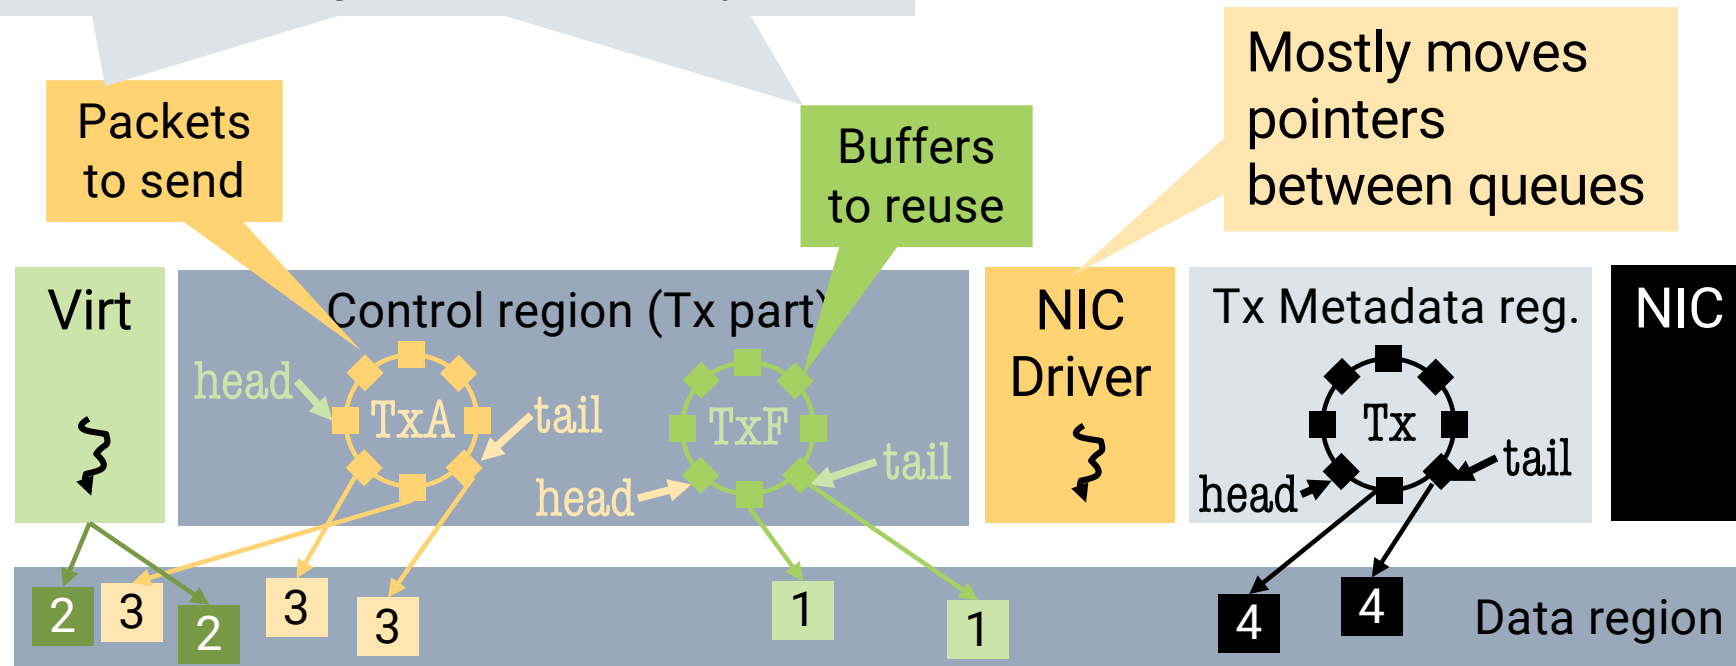 Packets
to send
Buffers
to reuse
Mostly moves
pointers
between queues
Virt
Control region (Tx part)
NIC
Driver
Tx Metadata reg.
NIC
head
TxA
tail
TxF
head
tail
Tx
head
tail
2
3
2
3
3
1
1
4
4
Data region